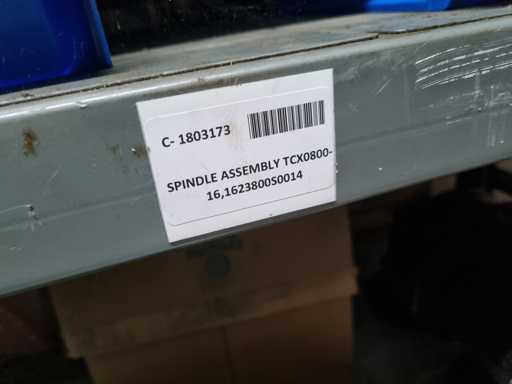 C- 1803173
SPINDLE ASSEMBLY TCX0800-
16,1623800S0014